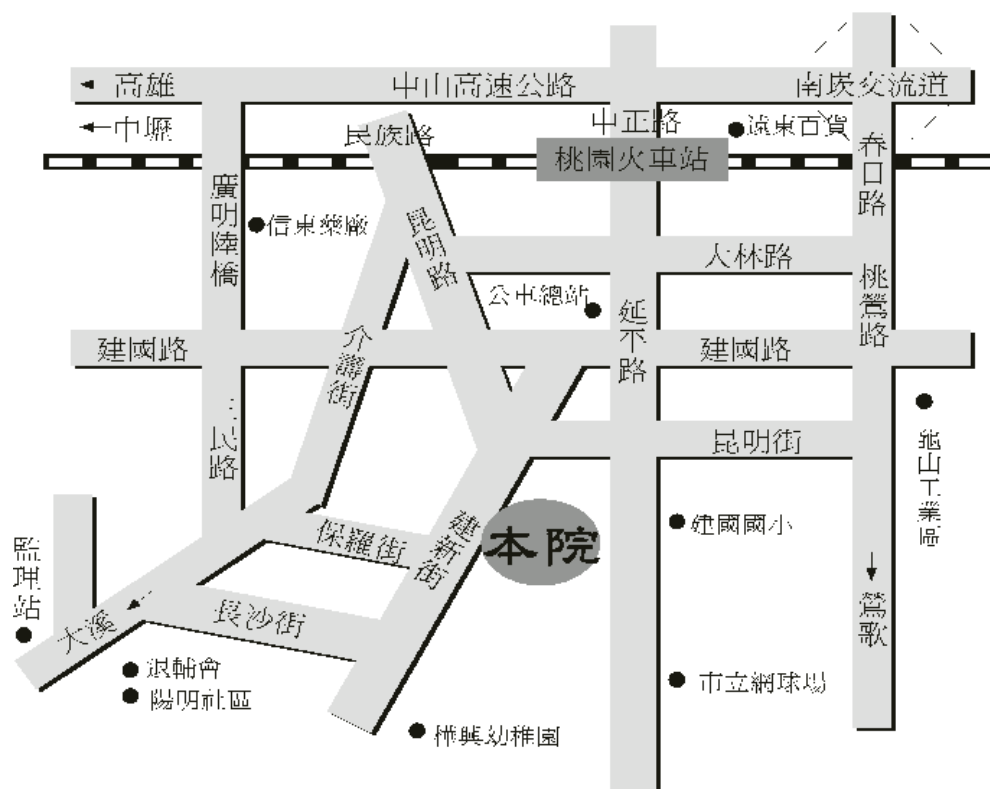 高雄
中山高速公路
南崁交流道
中壢
民族路
中正路
遠東百貨
桃園火車站
春日路
廣明陸橋
信東藥廠
昆明路
大林路
桃鶯路
公車總站
延平路
建國路
建國路
介壽街
三民路
昆明街
龜山工業區
保羅街
建新街
本院
建國國小
監理站
大溪
長沙街
鶯歌
退輔會
陽明社區
市立網球場
樺興幼稚園